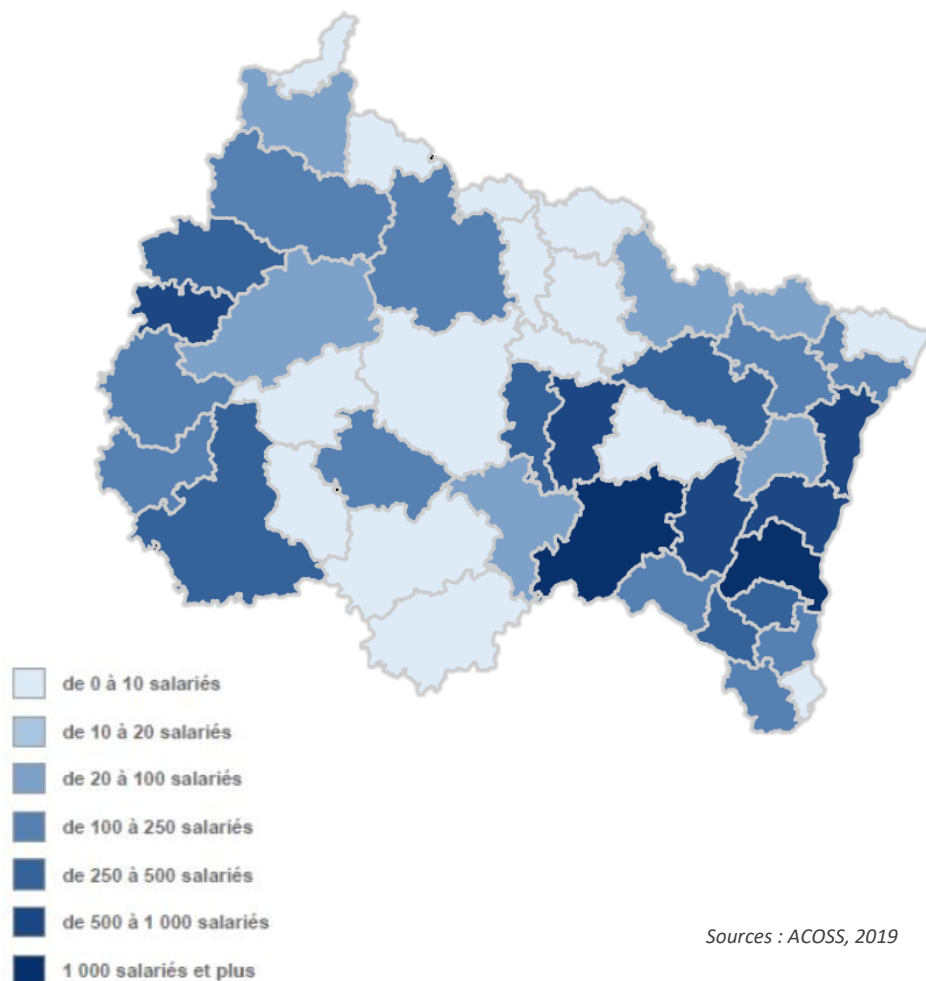 de 0 à 10 salariés
de 10 à 20 salariés
de 20 à 100 salariés
de 100 à 250 salariés
de 250 à 500 salariés
de 500 à 1 000 salariés
Sources : ACOSS, 2019
1 000 salariés et plus